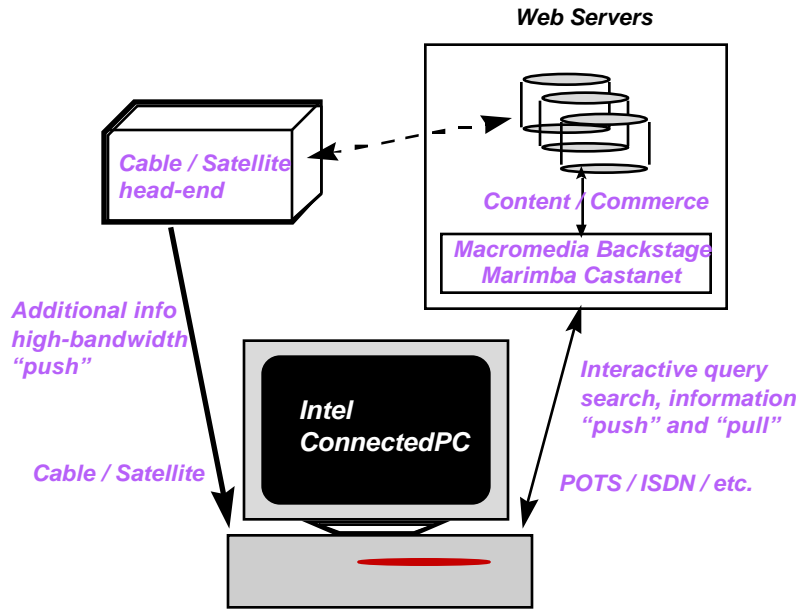 Web Servers
Cable / Satellite
head-end
Content / Commerce
Macromedia Backstage
Marimba Castanet
Additional info
high-bandwidth
“push”
Interactive query
search, information
“push” and “pull”
Intel
ConnectedPC
Cable / Satellite
POTS / ISDN / etc.